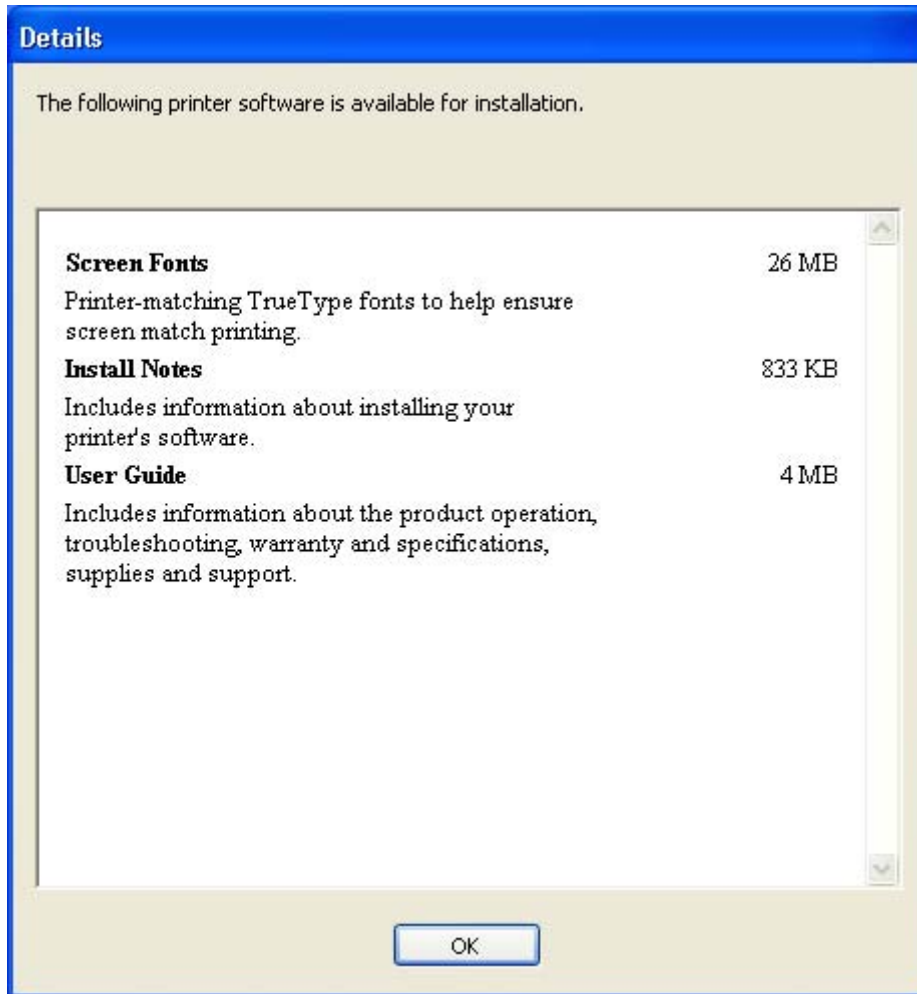 Details
The following printer software is available for installation.
Screen Fonts 26 MB
Printer-matching TrueType fonts to help ensure
screen match printing.
Install Notes 833 KB
Includes information about installing your
printer's software.
User Guide 4 MB
Includes information about the product operation,
troubleshooting, warranty and specifications,
supplies and support.
OK